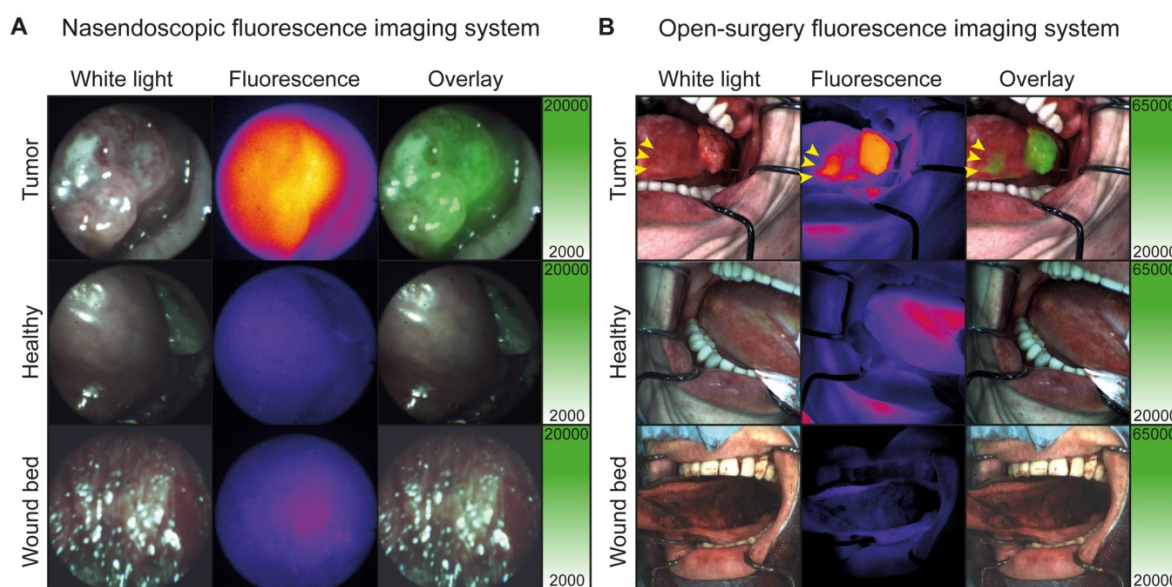 A Nasendoscopic fluorescence imaging system
White light Fluorescence Overlay
Tumor
20000
2000
Healthy
20000
2000
Wound bed
20000
2000
B Open-surgery fluorescence imaging system
White light Fluorescence Overlay
Tumor
65000
20000
Healthy
65000
20000
Wound bed
65000
20000